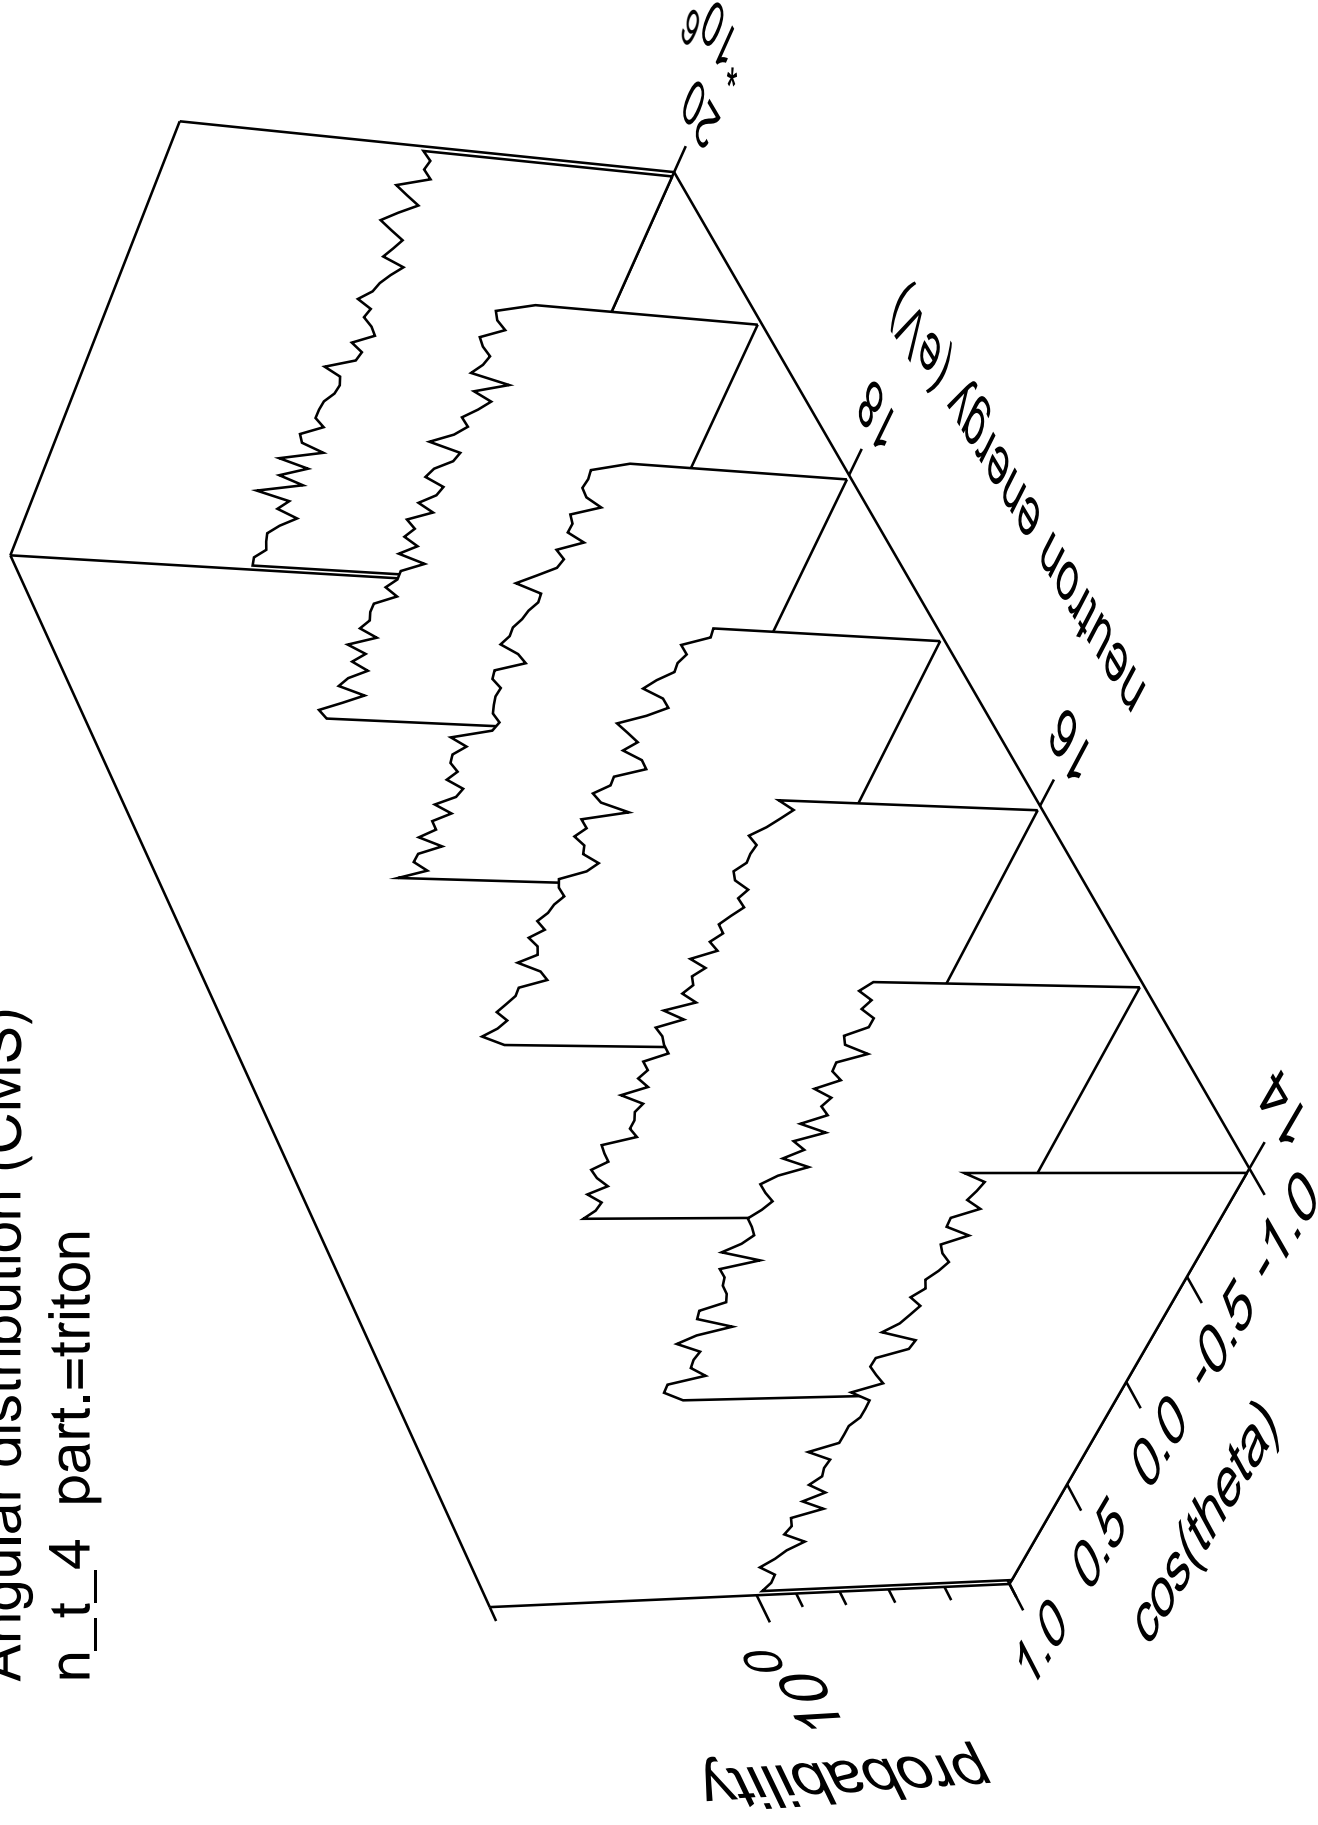 Angular distribution (CMS)
n_t_4 part.=triton
probability
10^0
1.0 0.5 0.0 -0.5 -1.0
cos(theta)
14 16 18 20 *10^6
neutron energy (eV)